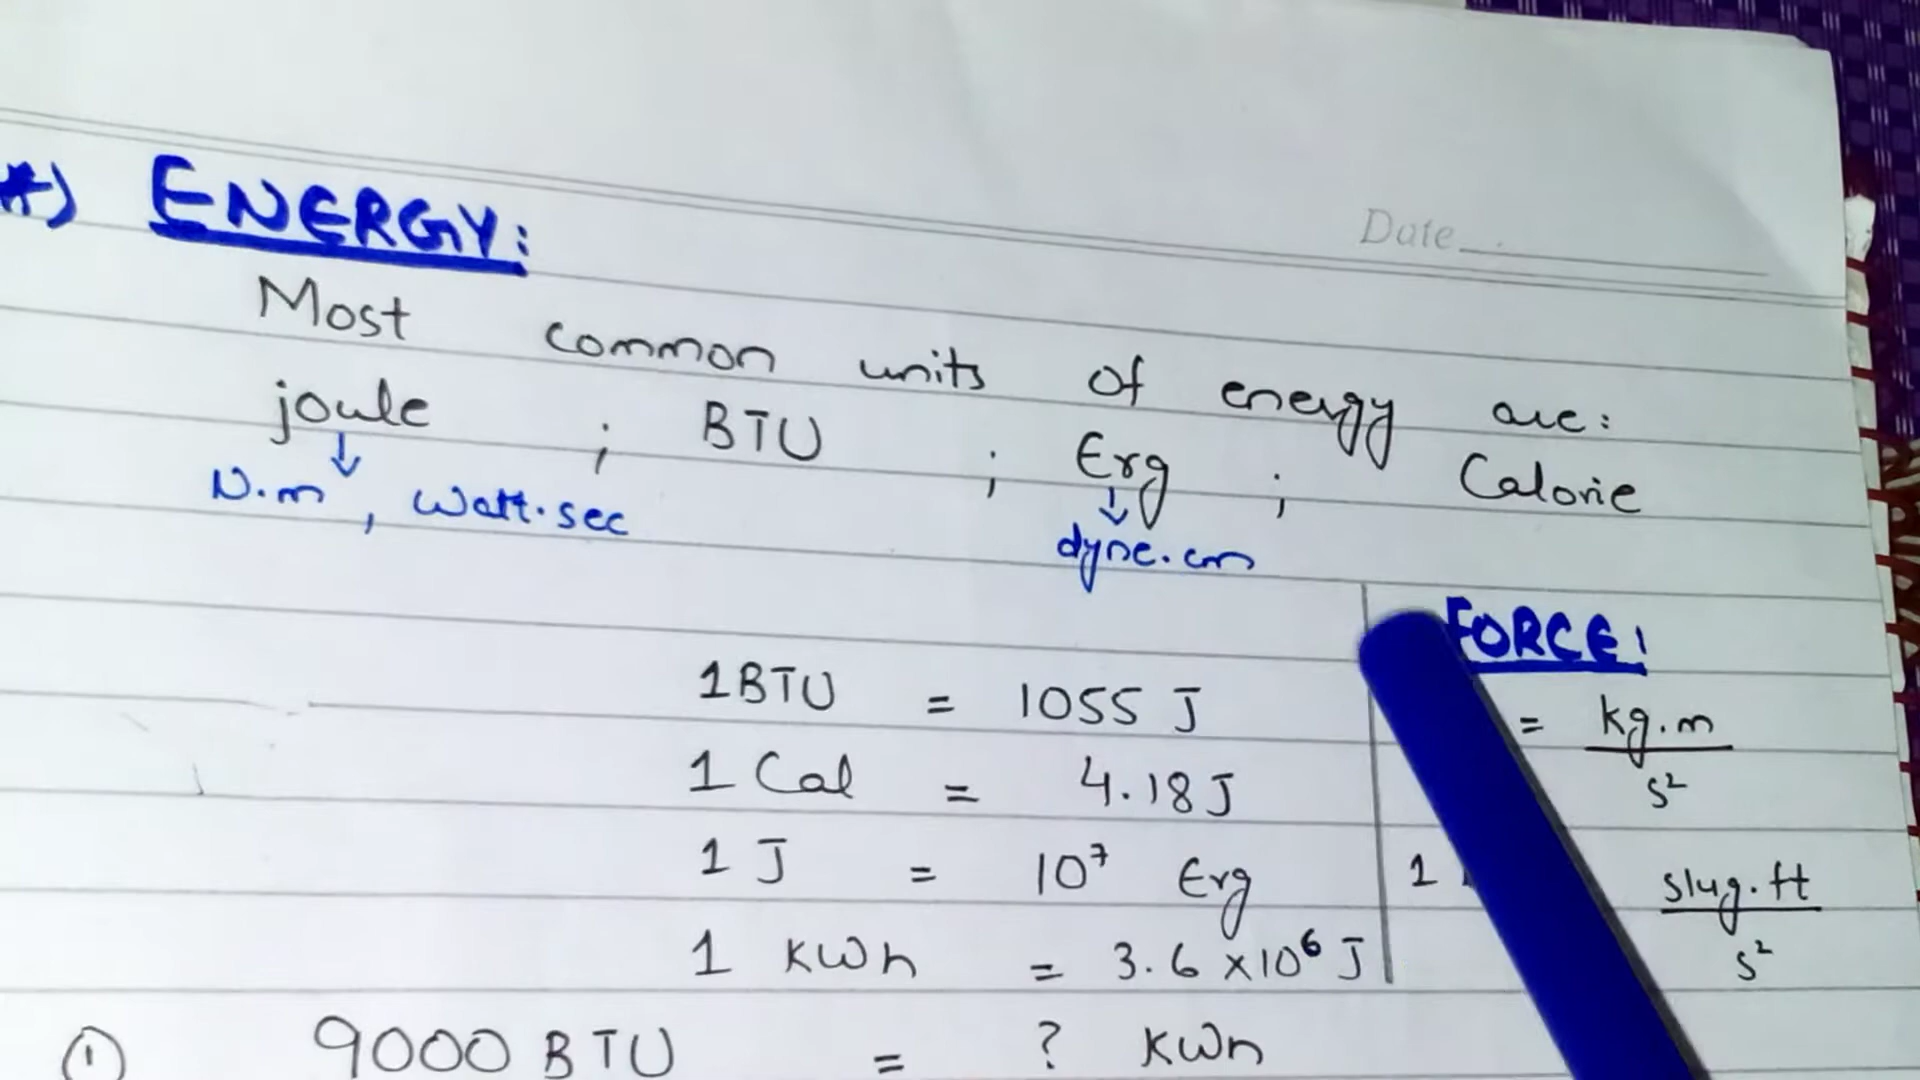 *) ENERGY:
Date
Most common units of energy are:
joule ; BTU ; Erg ; Calorie
↓ ↓
N.m , Watt.sec dyne.cm
1BTU = 1055 J
1 Cal = 4.18J
1 J = 10⁷ Erg
1 KWh = 3.6 ×10⁶ J
FORCE:
= kg.m
s²
1 slug.ft
s²
① 9000 BTU = ? KWh